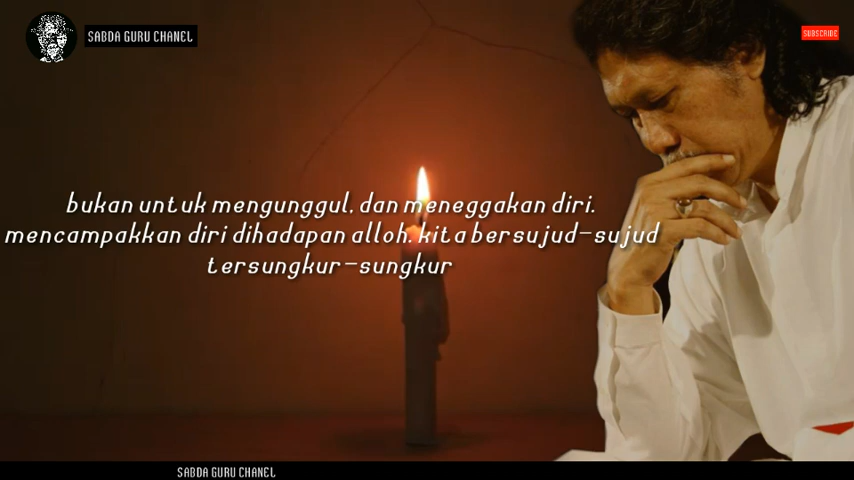 SABDA GURU CHANEL
SUBSCRIBE
bukan untuk mengunggul, dan meneggakan diri.
mencampakkan diri dihadapan alloh. kita bersujud-sujud
tersungkur-sungkur
SABDA GURU CHANEL